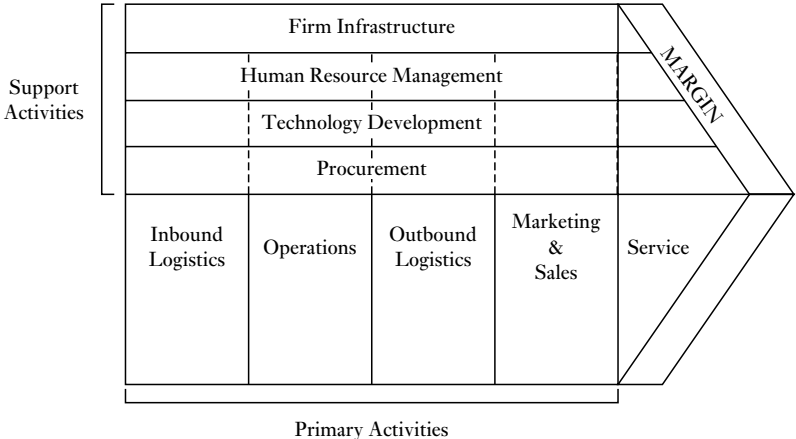 Firm Infrastructure
Human Resource Management
Technology Development
Procurement
Support
Activities
MARGIN
Inbound
Logistics
Operations
Outbound
Logistics
Marketing
&
Sales
Service
Primary Activities